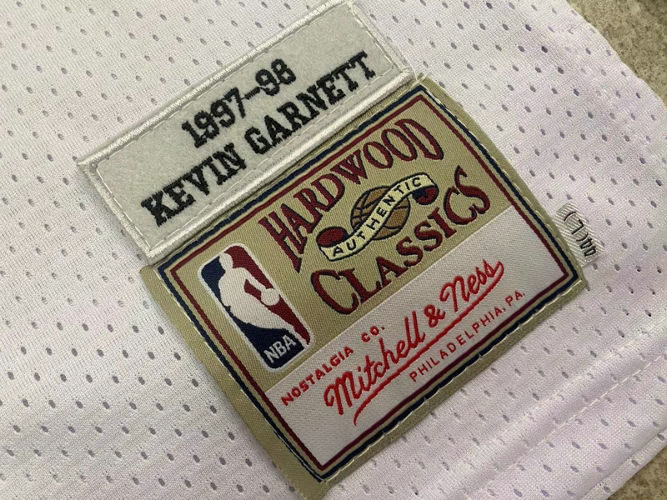 1997-98
KEVIN GARNETT
HARDWOOD
AUTHENTIC
CLASSICS
NBA
NOSTALGIA CO.
Mitchell & Ness
PHILADELPHIA, PA.